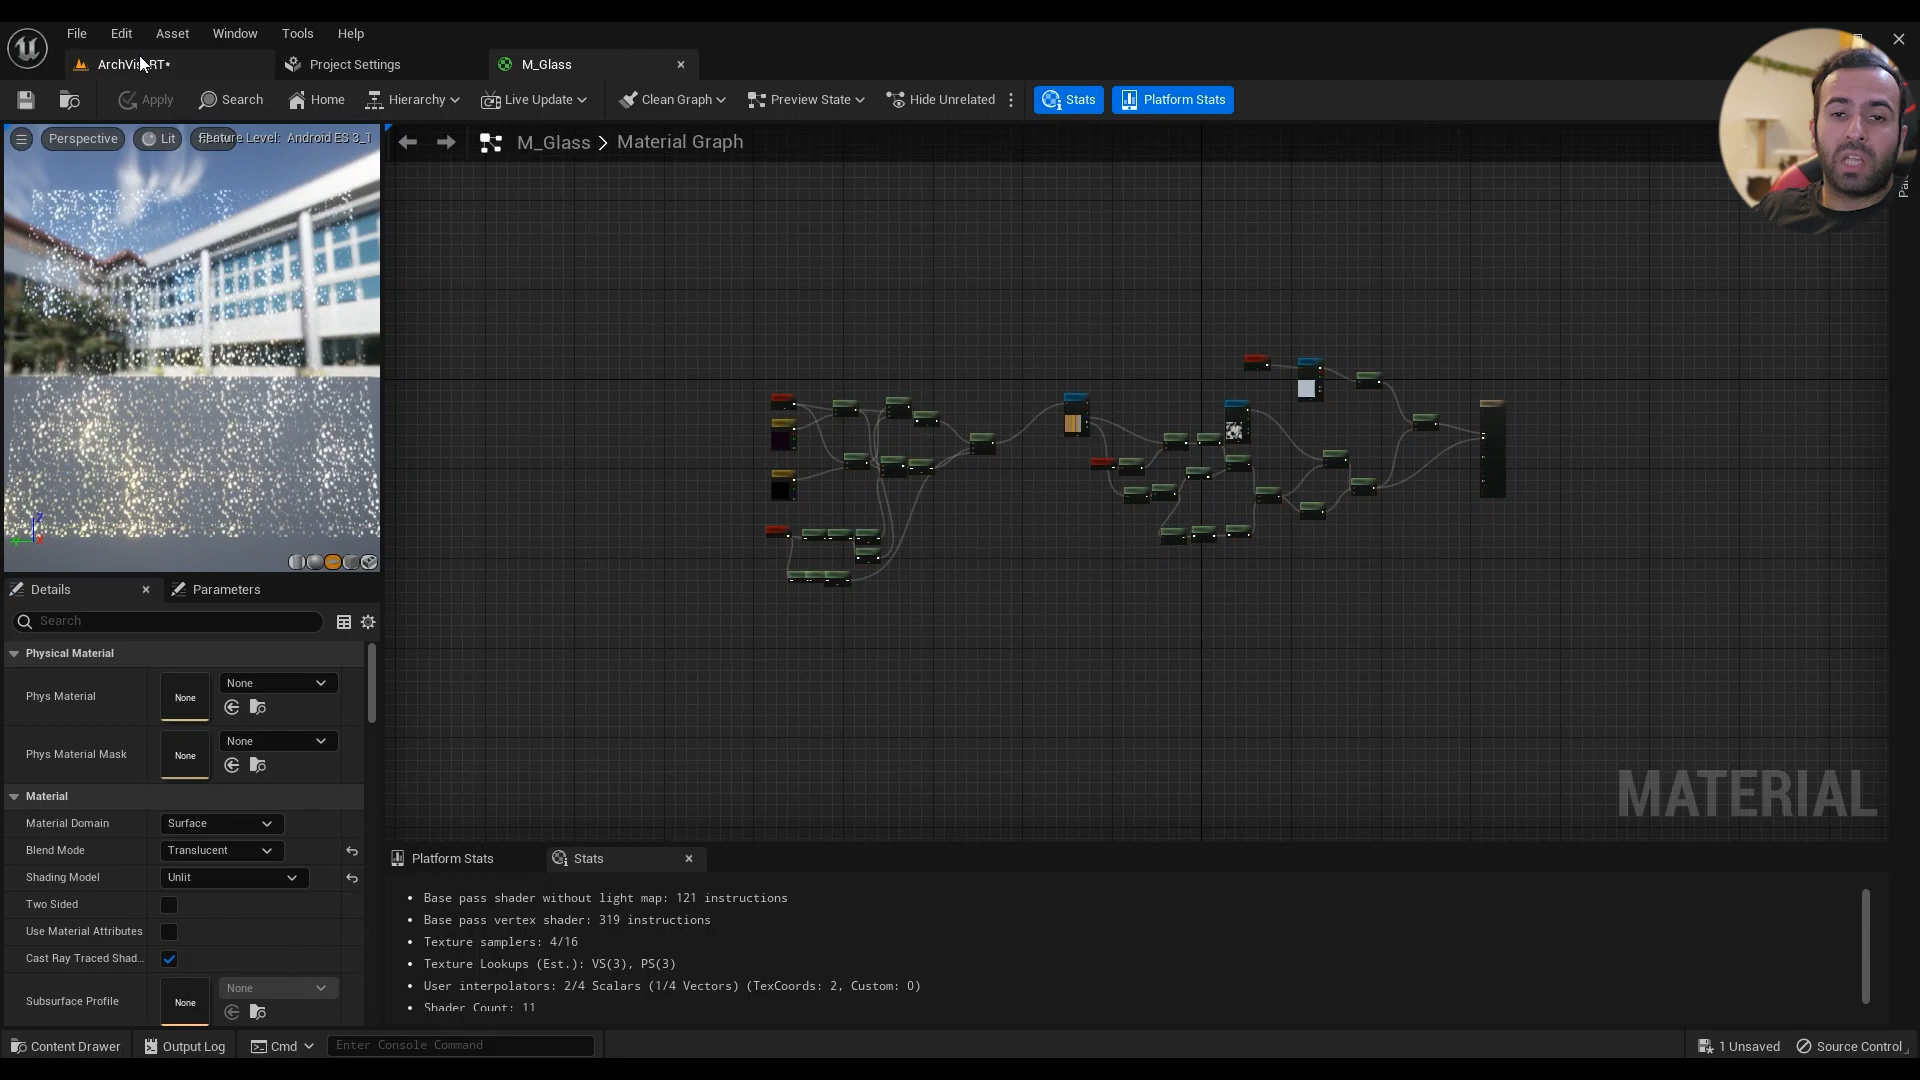 File Edit Asset Window Tools Help
ArchVis RT* Project Settings M_Glass
Apply Search Home Hierarchy Live Update Clean Graph Preview State Hide Unrelated Stats Platform Stats
Perspective Lit Feature Level: Android ES 3_1
M_Glass > Material Graph
Details Parameters
Search
Physical Material
Phys Material None None
Phys Material Mask None None
Material
Material Domain Surface
Blend Mode Translucent
Shading Model Unlit
Two Sided
Use Material Attributes
Cast Ray Traced Shad...
Subsurface Profile None None
MATERIAL
Platform Stats Stats
• Base pass shader without light map: 121 instructions
• Base pass vertex shader: 319 instructions
• Texture samplers: 4/16
• Texture Lookups (Est.): VS(3), PS(3)
• User interpolators: 2/4 Scalars (1/4 Vectors) (TexCoords: 2, Custom: 0)
• Shader Count: 11
Content Drawer Output Log Cmd Enter Console Command 1 Unsaved Source Control